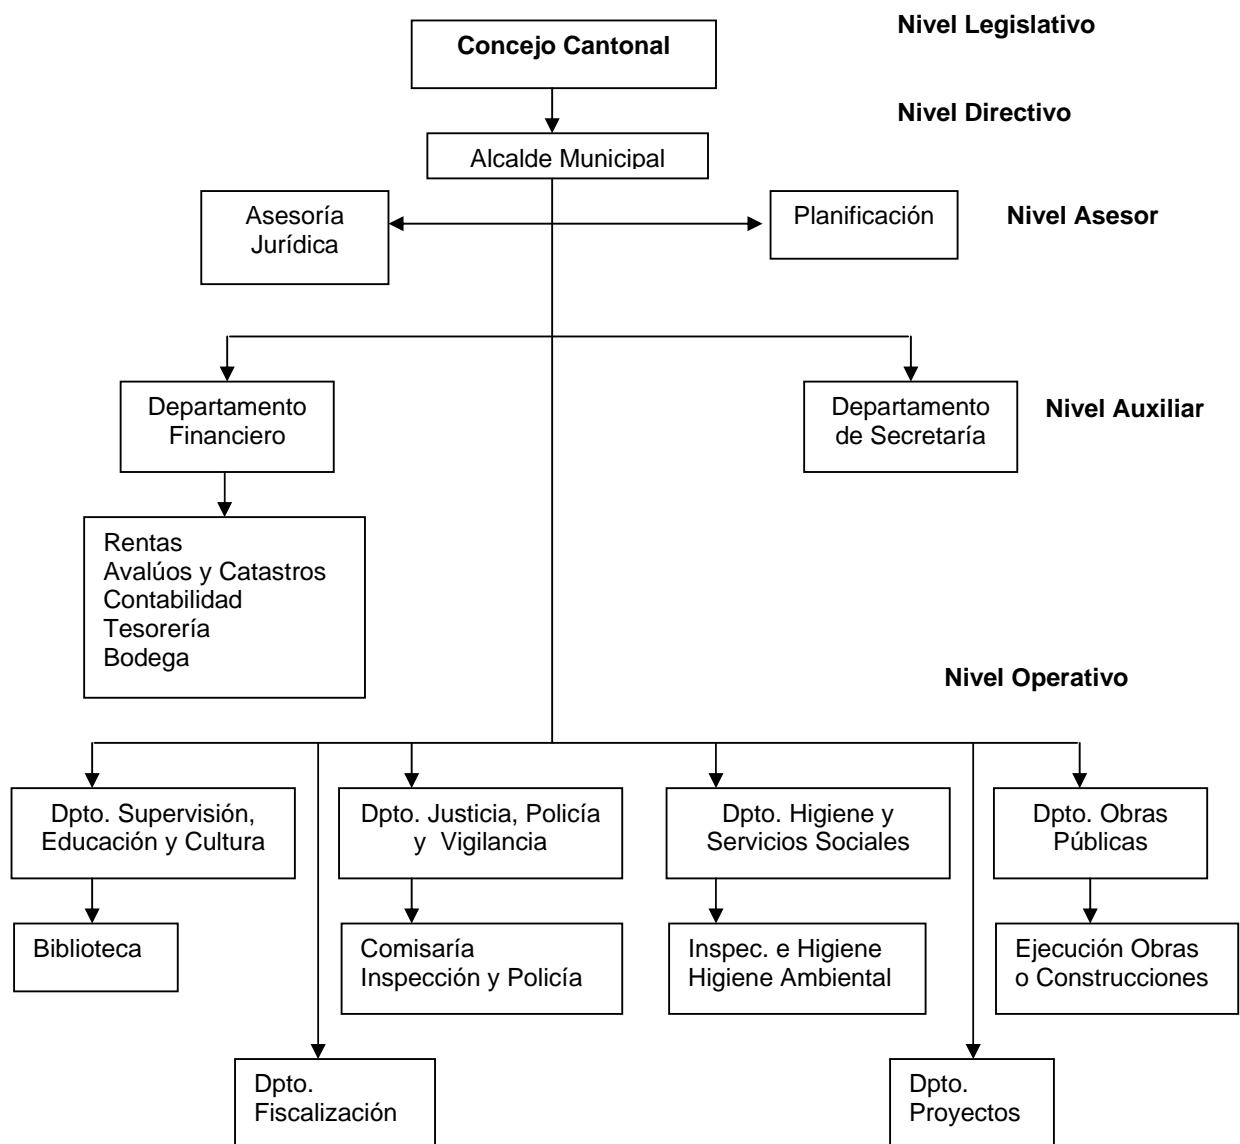 Concejo Cantonal
Nivel Legislativo
Nivel Directivo
Alcalde Municipal
Asesoría
Jurídica
Planificación
Nivel Asesor
Departamento
Financiero
Departamento
de Secretaría
Nivel Auxiliar
Rentas
Avalúos y Catastros
Contabilidad
Tesorería
Bodega
Nivel Operativo
Dpto. Supervisión,
Educación y Cultura
Dpto. Justicia, Policía
y Vigilancia
Dpto. Higiene y
Servicios Sociales
Dpto. Obras
Públicas
Biblioteca
Comisaría
Inspección y Policía
Inspec. e Higiene
Higiene Ambiental
Ejecución Obras
o Construcciones
Dpto.
Fiscalización
Dpto.
Proyectos